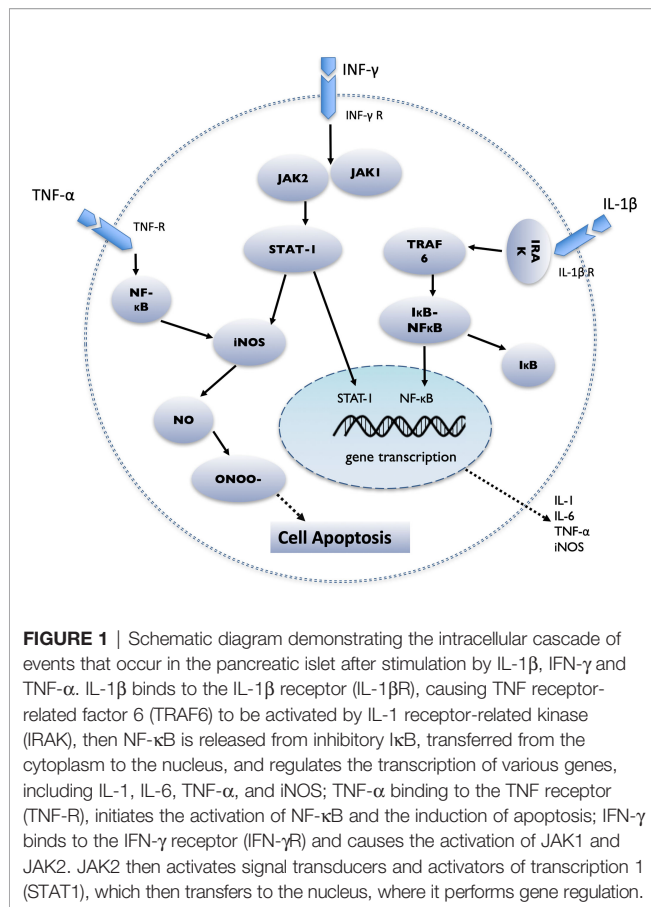 INF-γ
INF-γ R
JAK2
JAK1
TNF-α
TNF-R
IL-1β
IL-1β R
IRA
K
STAT-1
TRAF
6
NF-
κB
IκB-
NFκB
iNOS
IκB
STAT-I
NF-κB
NO
gene transcription
ONOO-
IL-1
IL-6
TNF-α
iNOS
Cell Apoptosis
FIGURE 1 | Schematic diagram demonstrating the intracellular cascade of
events that occur in the pancreatic islet after stimulation by IL-1β, IFN-γ and
TNF-α. IL-1β binds to the IL-1β receptor (IL-1βR), causing TNF receptor-
related factor 6 (TRAF6) to be activated by IL-1 receptor-related kinase
(IRAK), then NF-κB is released from inhibitory IκB, transferred from the
cytoplasm to the nucleus, and regulates the transcription of various genes,
including IL-1, IL-6, TNF-α, and iNOS; TNF-α binding to the TNF receptor
(TNF-R), initiates the activation of NF-κB and the induction of apoptosis; IFN-γ
binds to the IFN-γ receptor (IFN-γR) and causes the activation of JAK1 and
JAK2. JAK2 then activates signal transducers and activators of transcription 1
(STAT1), which then transfers to the nucleus, where it performs gene regulation.